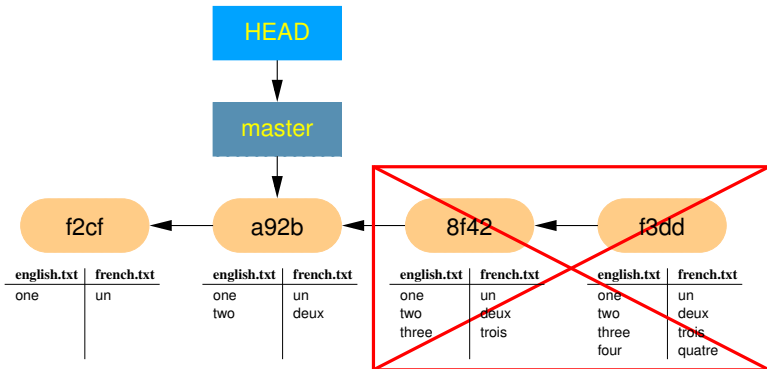 HEAD
master
f2cf
a92b
8f42
f3dd
english.txt french.txt
one un
english.txt french.txt
one un
two deux
english.txt french.txt
one un
two deux
three trois
english.txt french.txt
one un
two deux
three trois
four quatre